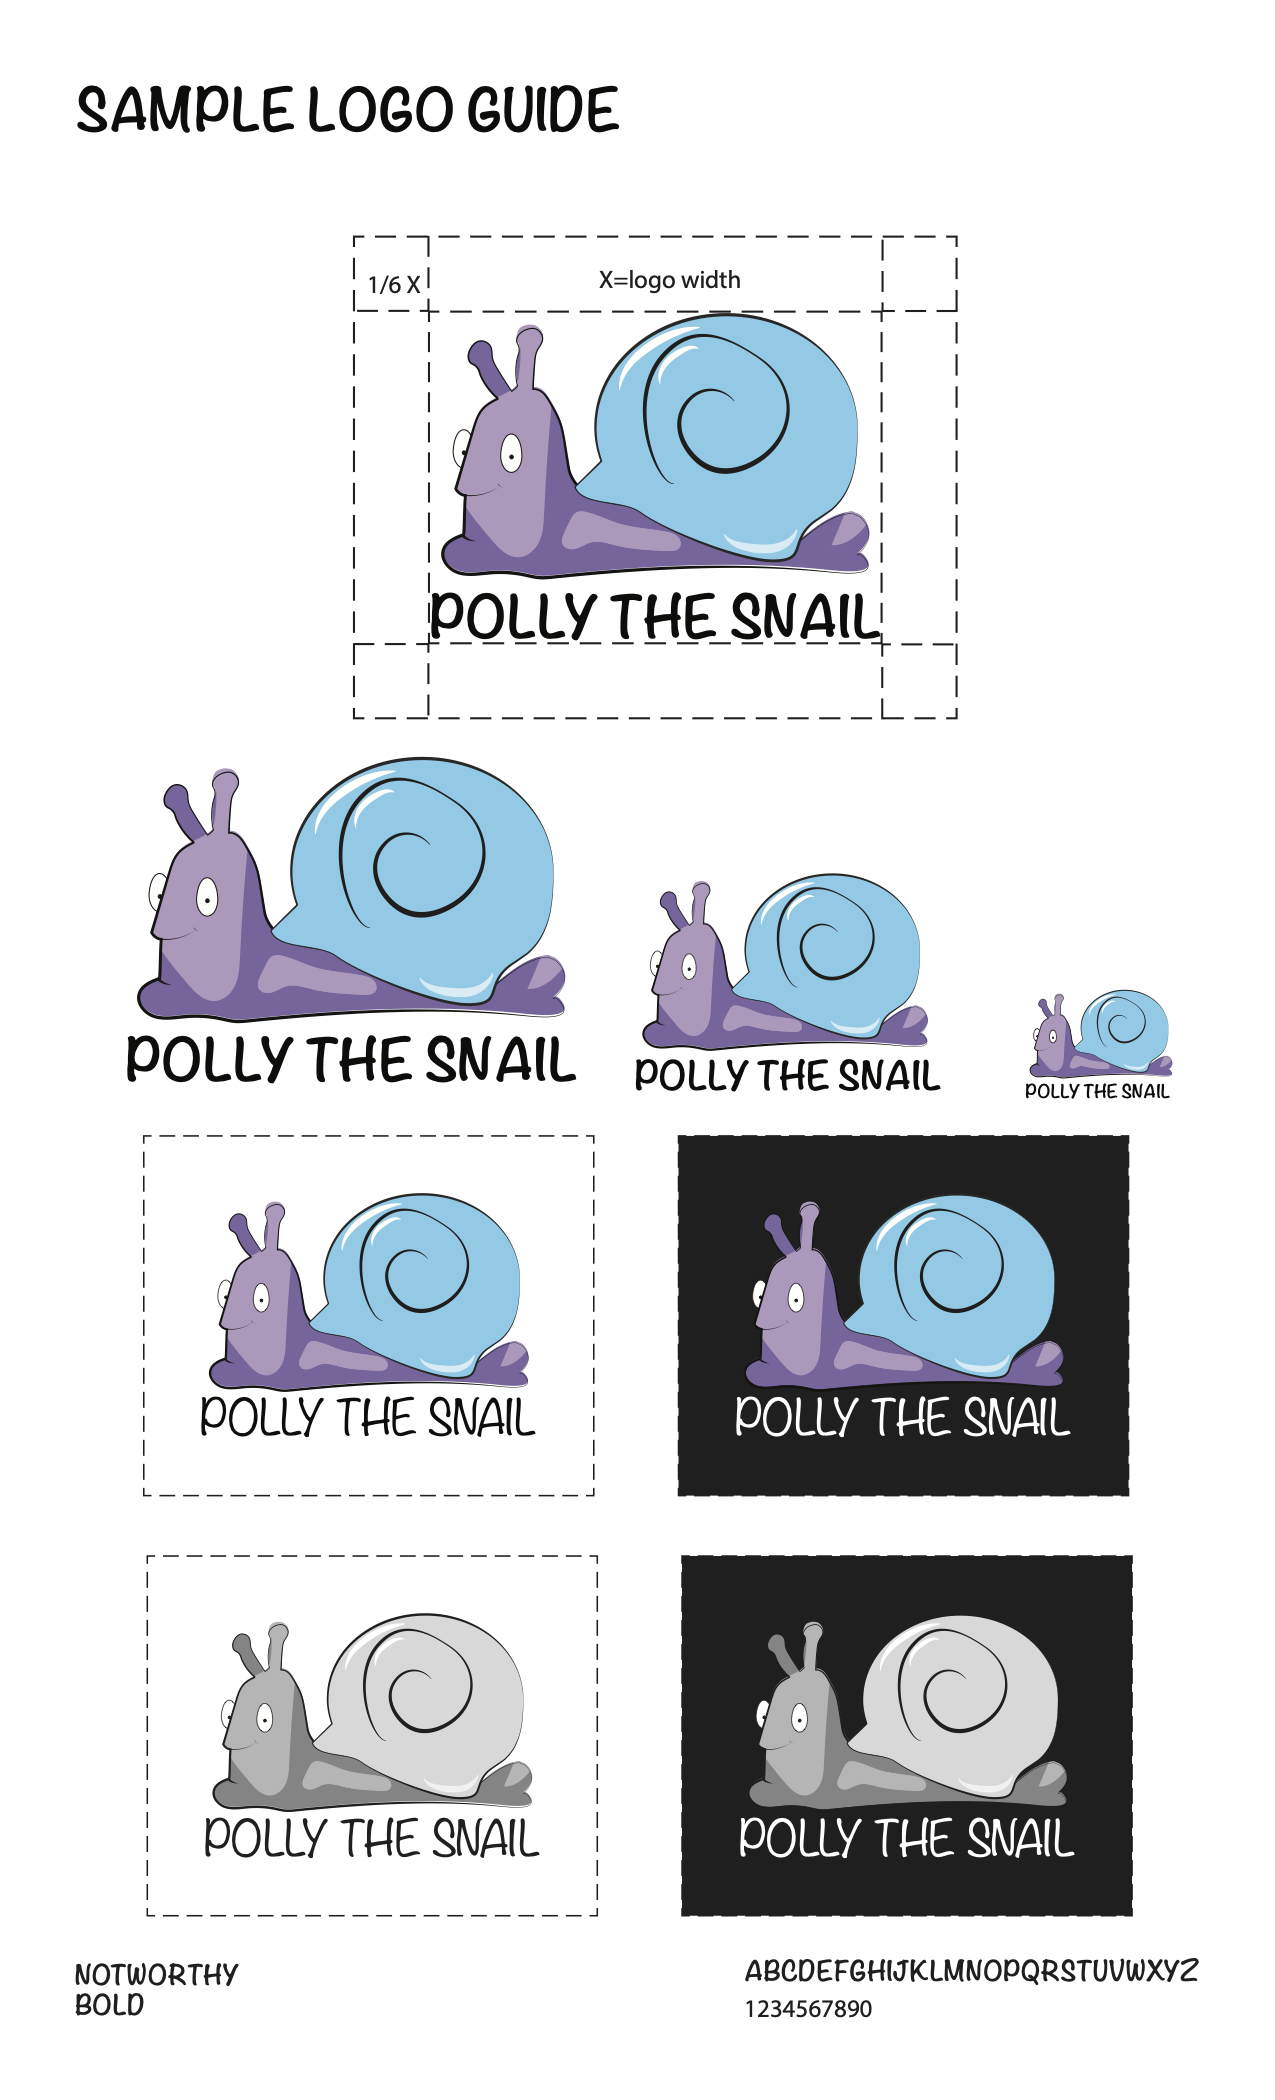 SAMPLE LOGO GUIDE
1/6 X
X=logo width
POLLY THE SNAIL
POLLY THE SNAIL
POLLY THE SNAIL
POLLY THE SNAIL
POLLY THE SNAIL
POLLY THE SNAIL
POLLY THE SNAIL
POLLY THE SNAIL
NOTWORTHY
BOLD
ABCDEFGHIJKLMNOPQRSTUVWXYZ
1234567890